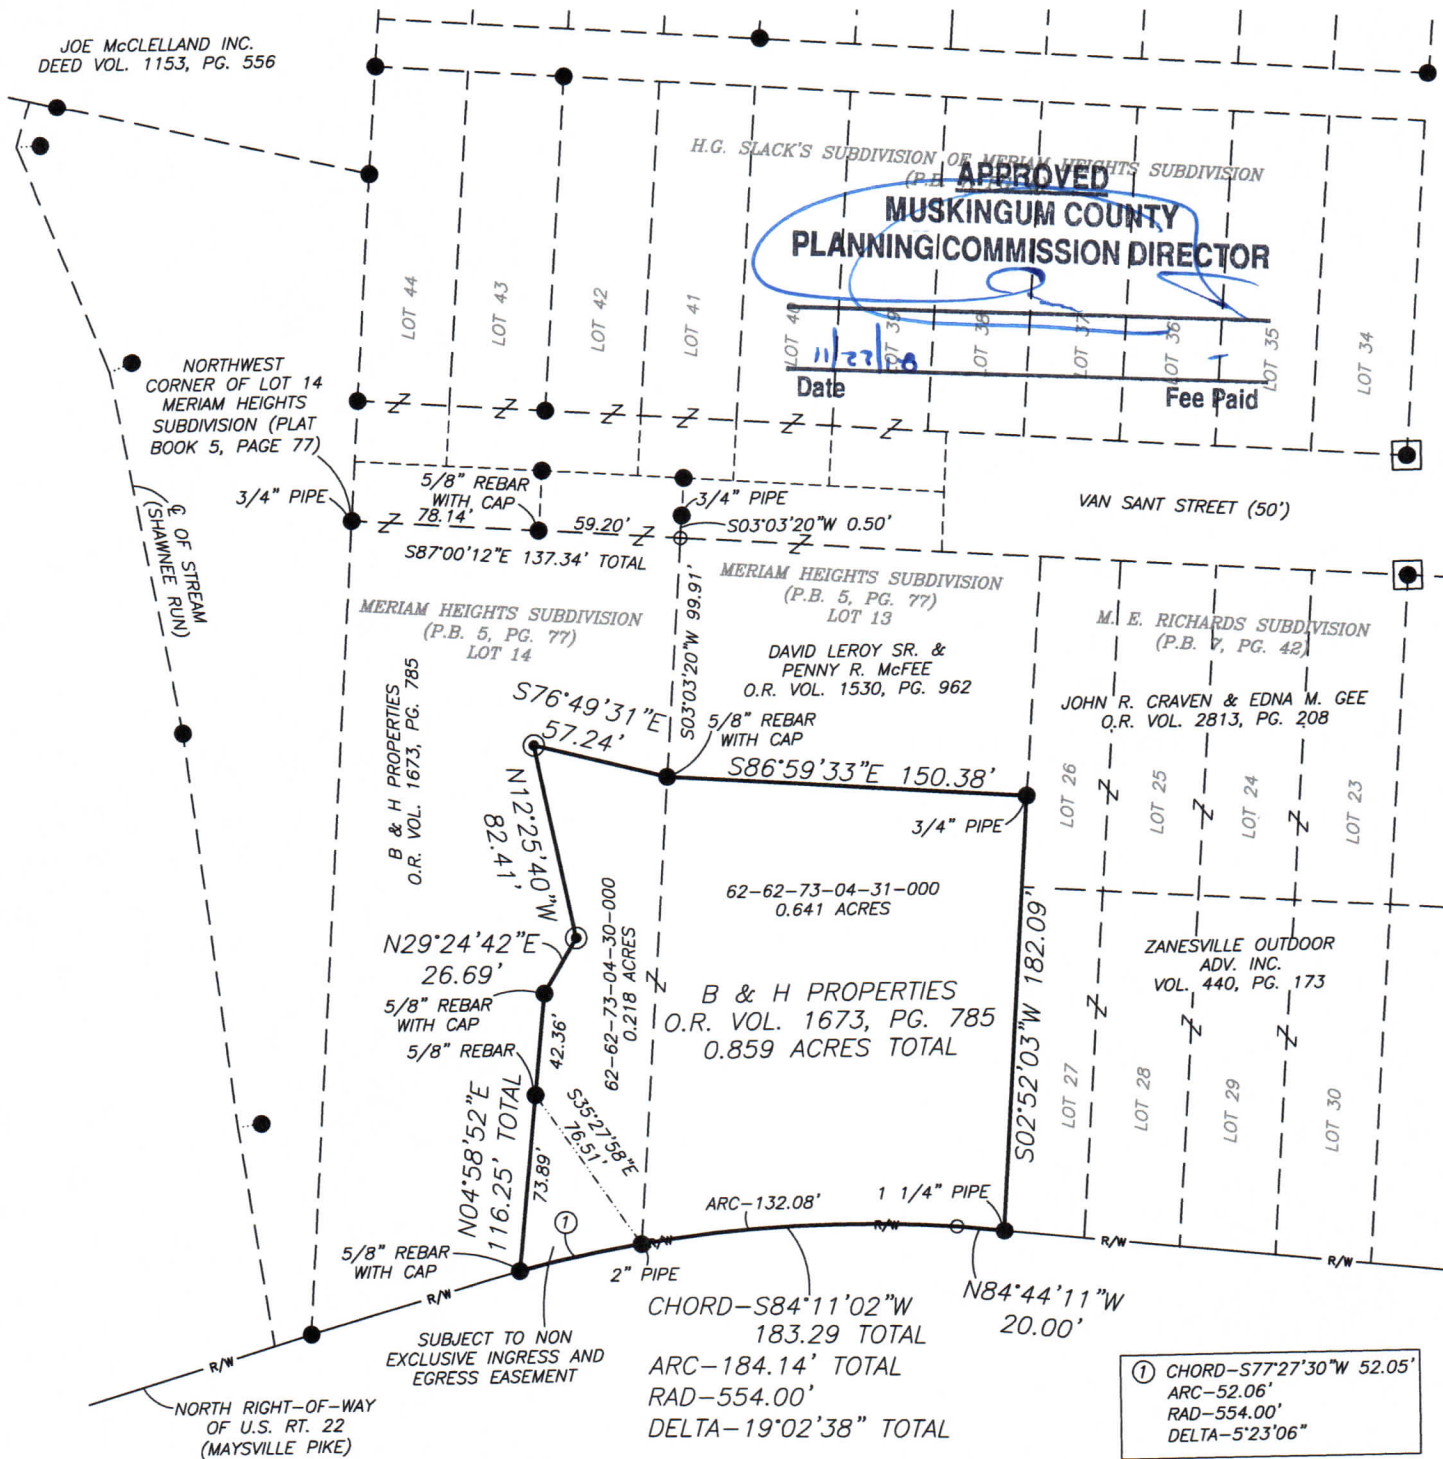 JOE McCLELLAND INC.
DEED VOL. 1153, PG. 556
H.G. SLACK'S SUBDIVISION OF MERIAM HEIGHTS SUBDIVISION
(P.B.
APPROVED
MUSKINGUM COUNTY
PLANNING COMMISSION DIRECTOR
LOT 44
LOT 43
LOT 42
LOT 41
LOT 40
LOT 39
LOT 38
LOT 37
LOT 36
LOT 35
LOT 34
Date
Fee Paid
NORTHWEST
CORNER OF LOT 14
MERIAM HEIGHTS
SUBDIVISION (PLAT
BOOK 5, PAGE 77)
3/4" PIPE
5/8" REBAR
WITH CAP
78.14'
59.20'
3/4" PIPE
S03°03'20"W 0.50'
VAN SANT STREET (50')
S87°00'12"E 137.34' TOTAL
℄ OF STREAM
(SHAWNEE RUN)
MERIAM HEIGHTS SUBDIVISION
(P.B. 5, PG. 77)
LOT 14
S03°03'20"W 99.91'
MERIAM HEIGHTS SUBDIVISION
(P.B. 5, PG. 77)
LOT 13
DAVID LEROY SR. &
PENNY R. McFEE
O.R. VOL. 1530, PG. 962
M. E. RICHARDS SUBDIVISION
(P.B. 7, PG. 42)
JOHN R. CRAVEN & EDNA M. GEE
O.R. VOL. 2813, PG. 208
B & H PROPERTIES
O.R. VOL. 1673, PG. 785
S76°49'31"E
57.24'
5/8" REBAR
WITH CAP
S86°59'33"E 150.38'
3/4" PIPE
LOT 26
LOT 25
LOT 24
LOT 23
N12°25'40"W
82.41'
62-62-73-04-31-000
0.641 ACRES
62-62-73-04-30-000
0.218 ACRES
N29°24'42"E
26.69'
5/8" REBAR
WITH CAP
B & H PROPERTIES
O.R. VOL. 1673, PG. 785
0.859 ACRES TOTAL
S02°52'03"W 182.09"
ZANESVILLE OUTDOOR
ADV. INC.
VOL. 440, PG. 173
5/8" REBAR
42.36'
S35°27'58"E
76.51'
N04°58'52"E
116.25' TOTAL
73.89'
LOT 27
LOT 28
LOT 29
LOT 30
ARC-132.08'
1 1/4" PIPE
1
5/8" REBAR
WITH CAP
2" PIPE
R/W
R/W
R/W
R/W
R/W
R/W
CHORD-S84°11'02"W
183.29 TOTAL
ARC-184.14' TOTAL
RAD-554.00'
DELTA-19°02'38" TOTAL
N84°44'11"W
20.00'
SUBJECT TO NON
EXCLUSIVE INGRESS AND
EGRESS EASEMENT
NORTH RIGHT-OF-WAY
OF U.S. RT. 22
(MAYSVILLE PIKE)
1 CHORD-S77°27'30"W 52.05'
ARC-52.06'
RAD-554.00'
DELTA-5°23'06"